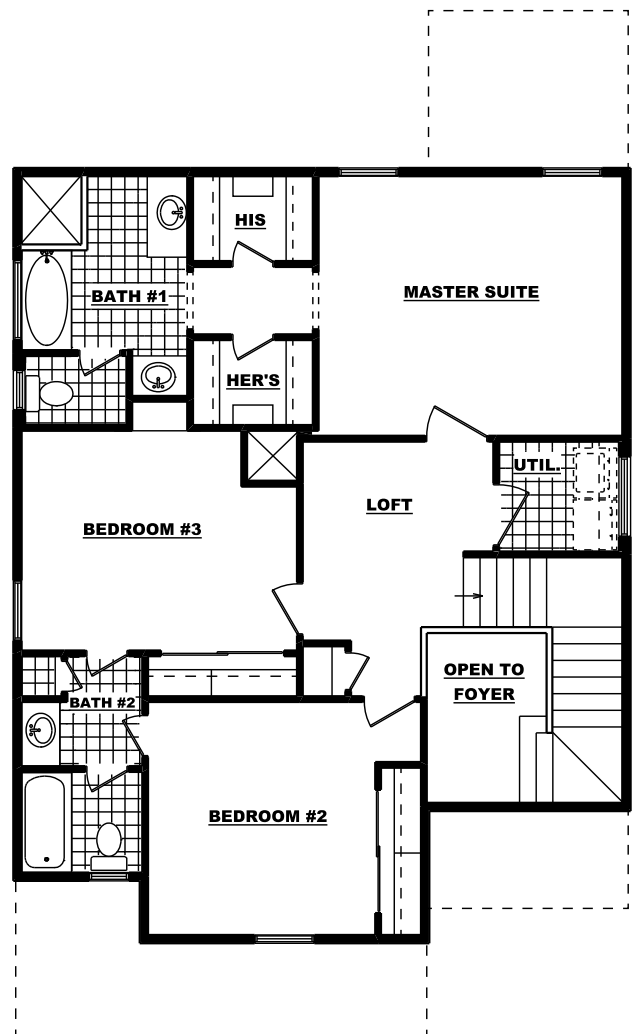 HIS
BATH #1
MASTER SUITE
HER'S
UTIL.
LOFT
BEDROOM #3
OPEN TO
FOYER
BATH #2
BEDROOM #2